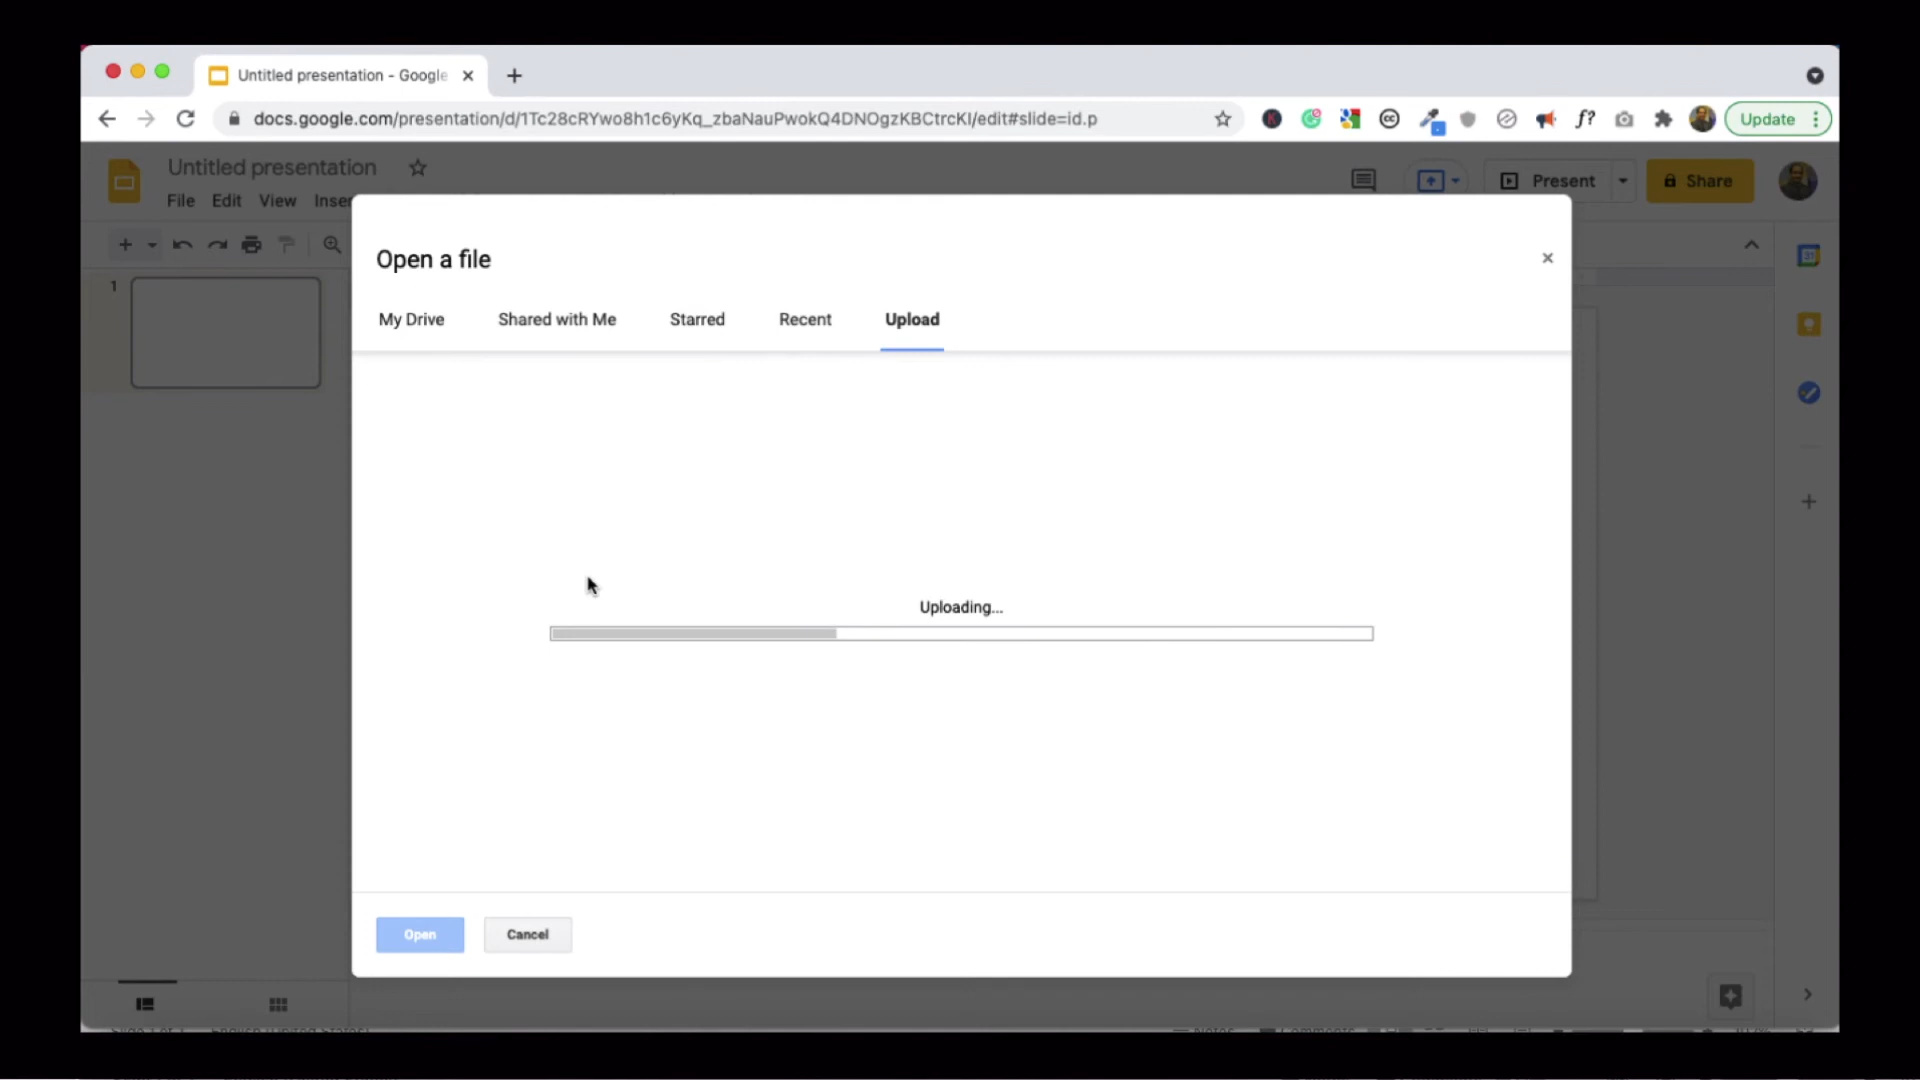 Untitled presentation - Google
docs.google.com/presentation/d/1Tc28cRYwo8h1c6yKq_zbaNauPwokQ4DNOgzKBCtrcKI/edit#slide=id.p
Update
Untitled presentation
File Edit View Inser
Present
Share
Open a file
My Drive
Shared with Me
Starred
Recent
Upload
1
Uploading...
Open
Cancel